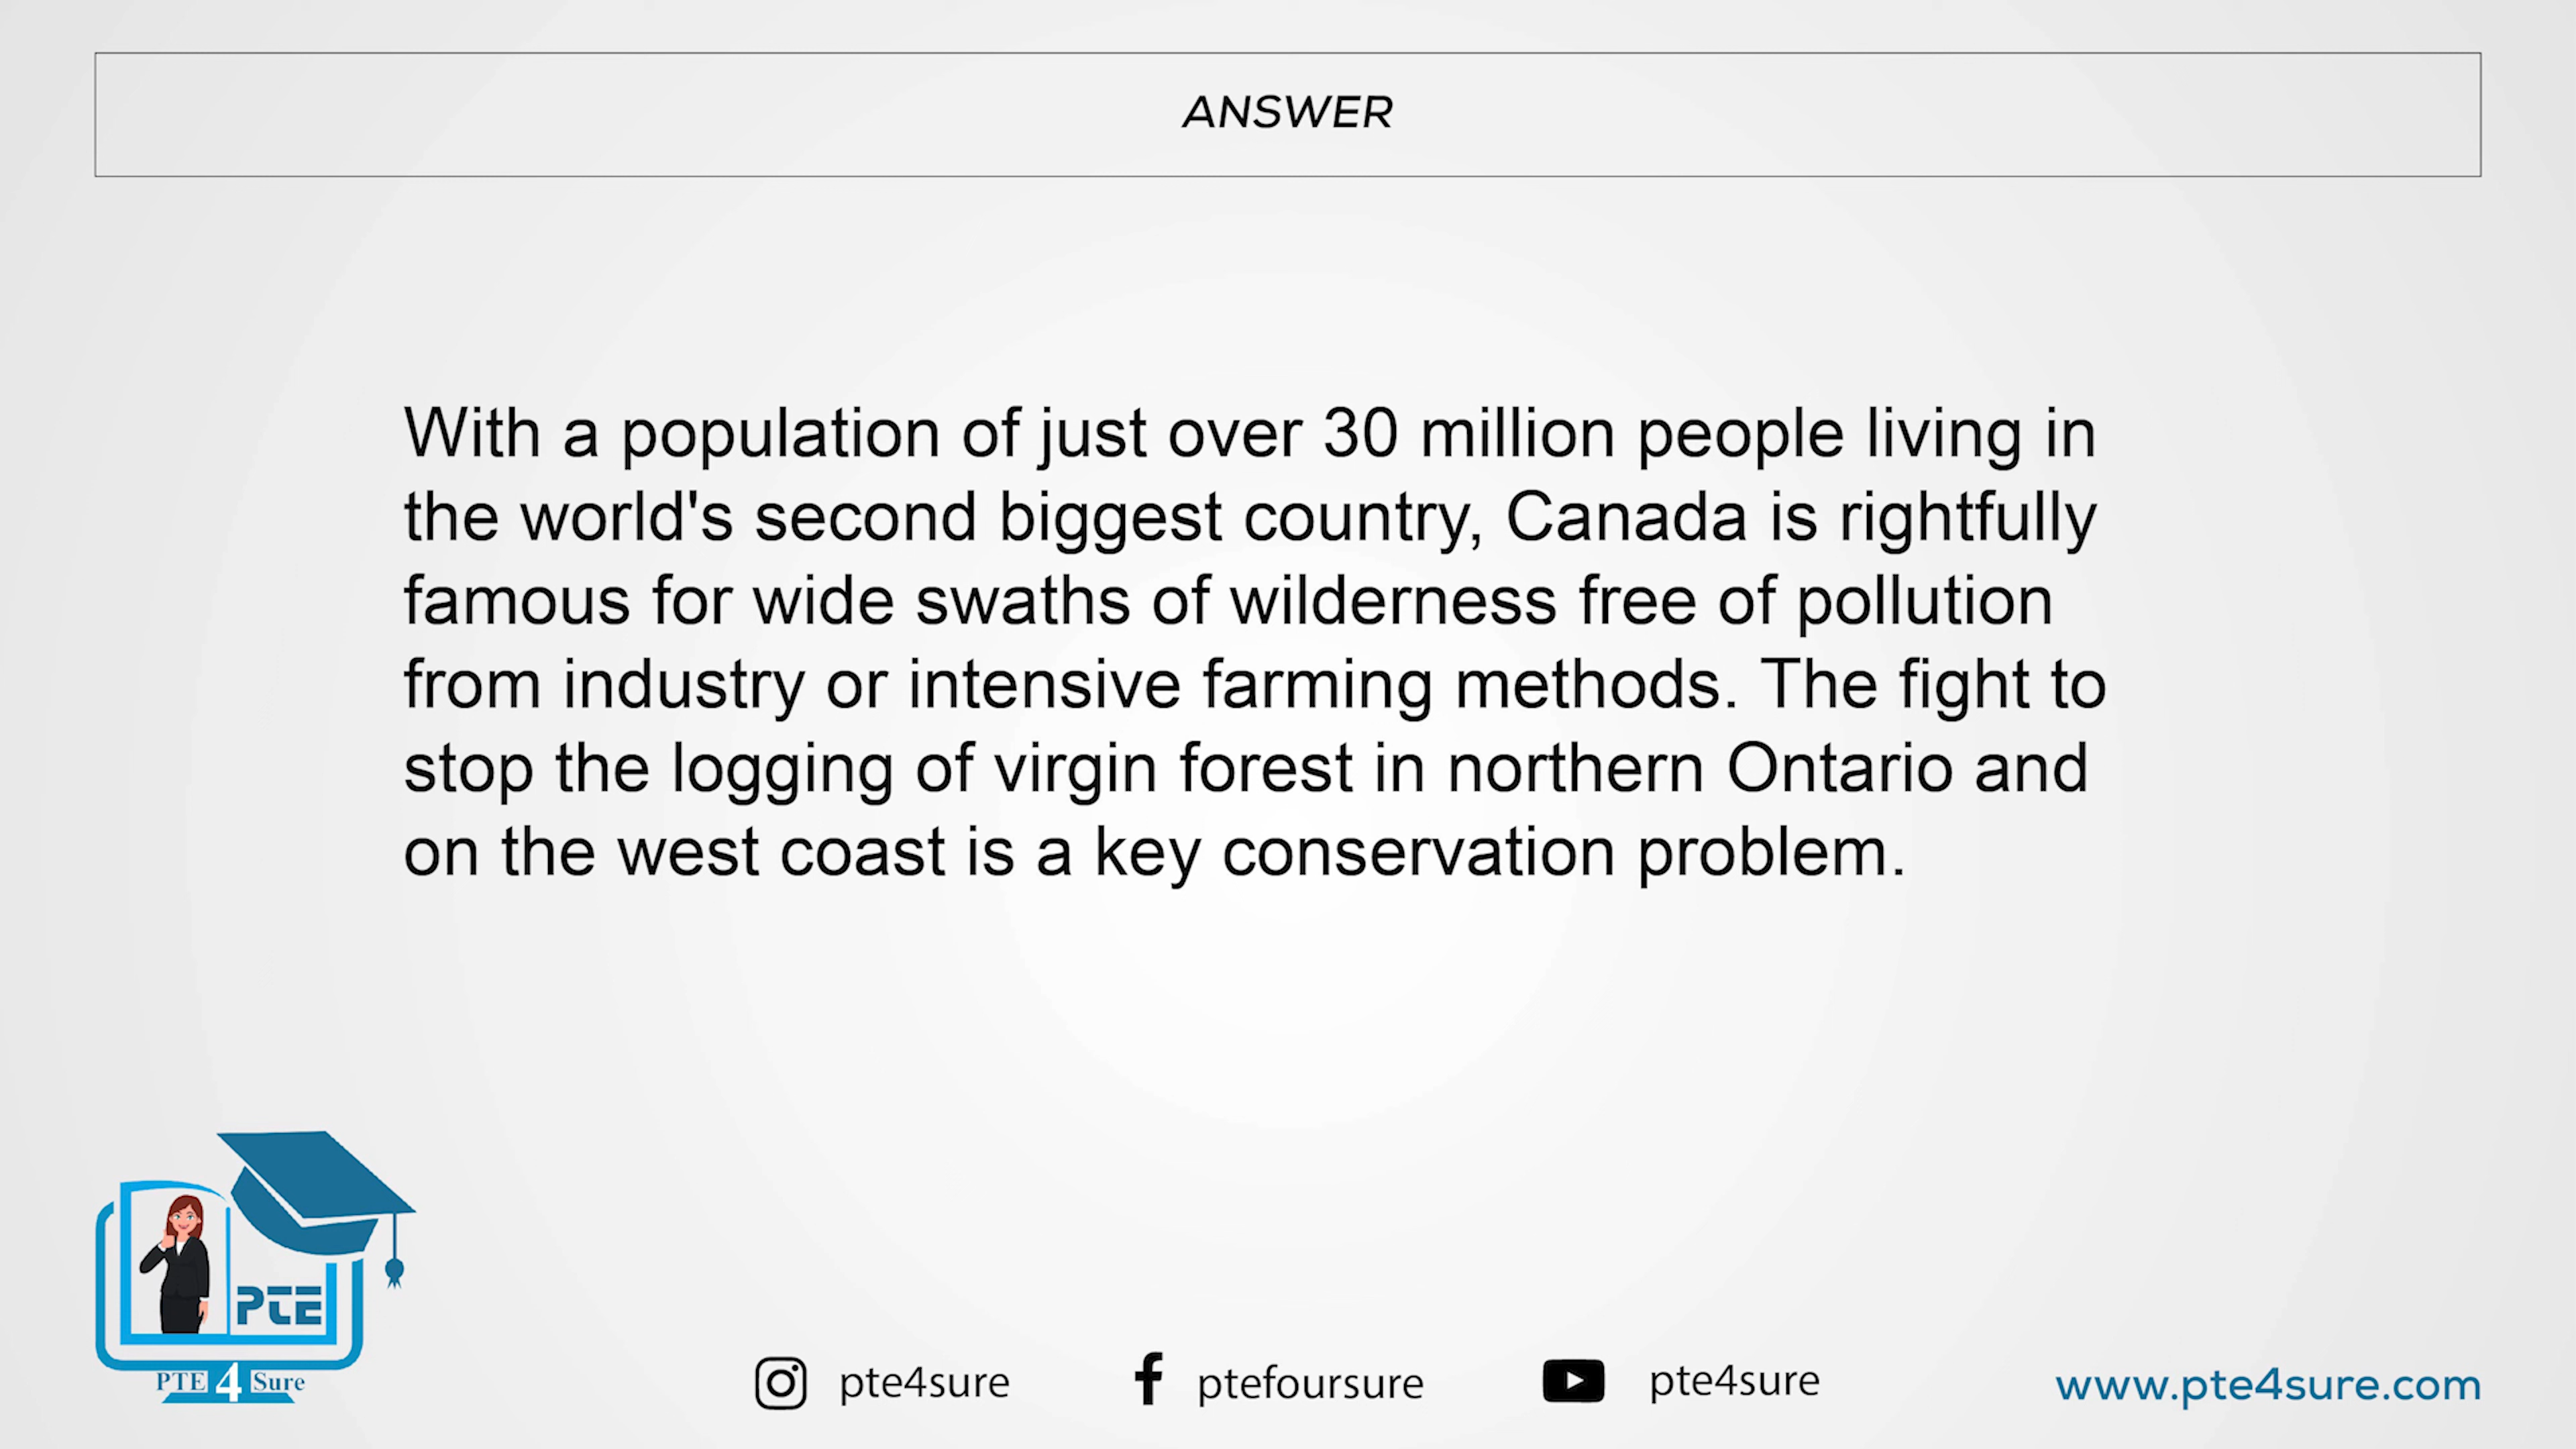 ANSWER
With a population of just over 30 million people living in
the world's second biggest country, Canada is rightfully
famous for wide swaths of wilderness free of pollution
from industry or intensive farming methods. The fight to
stop the logging of virgin forest in northern Ontario and
on the west coast is a key conservation problem.
PTE
PTE 4 Sure
pte4sure
ptefoursure
pte4sure
www.pte4sure.com